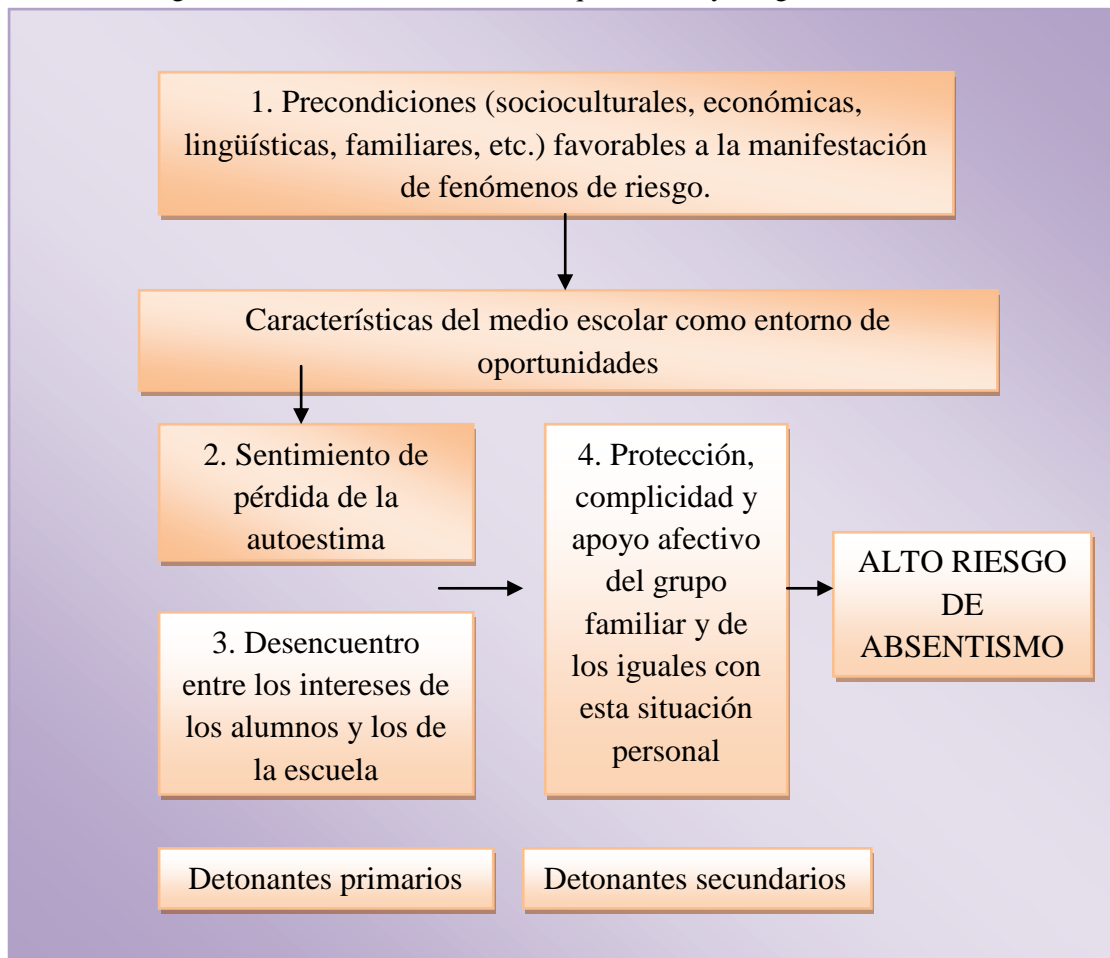 1. Precondiciones (socioculturales, económicas,
lingüísticas, familiares, etc.) favorables a la manifestación
de fenómenos de riesgo.
Características del medio escolar como entorno de
oportunidades
2. Sentimiento de
pérdida de la
autoestima
3. Desencuentro
entre los intereses de
los alumnos y los de
la escuela
4. Protección,
complicidad y
apoyo afectivo
del grupo
familiar y de
los iguales con
esta situación
personal
ALTO RIESGO
DE
ABSENTISMO
Detonantes primarios
Detonantes secundarios